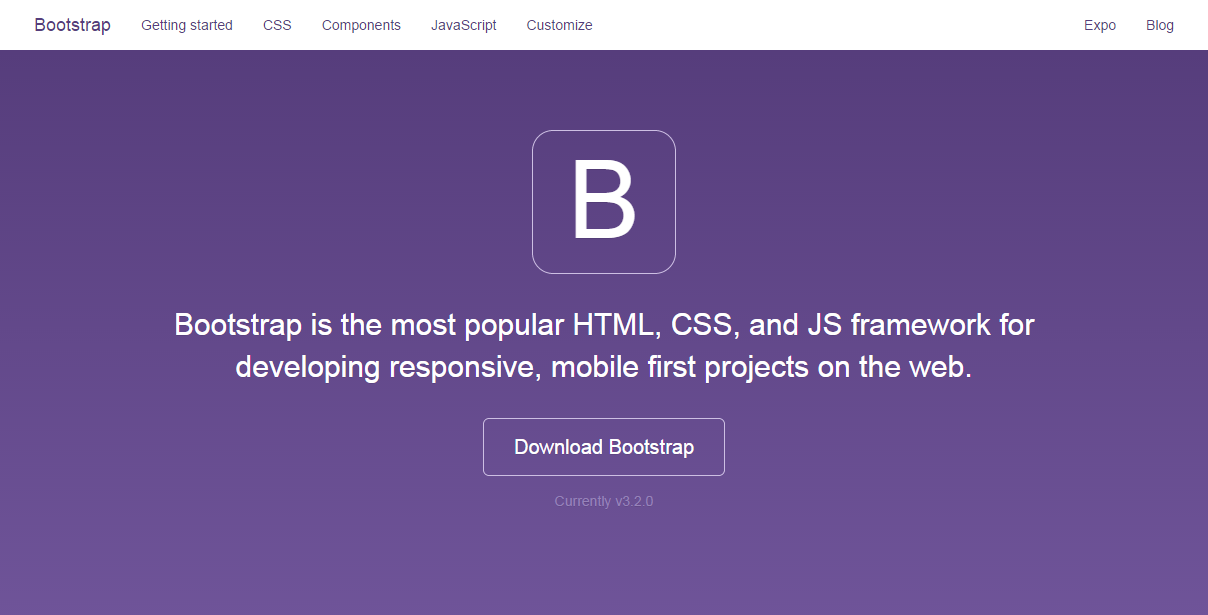 Bootstrap Getting started CSS Components JavaScript Customize Expo Blog
B
Bootstrap is the most popular HTML, CSS, and JS framework for
developing responsive, mobile first projects on the web.
Download Bootstrap
Currently v3.2.0